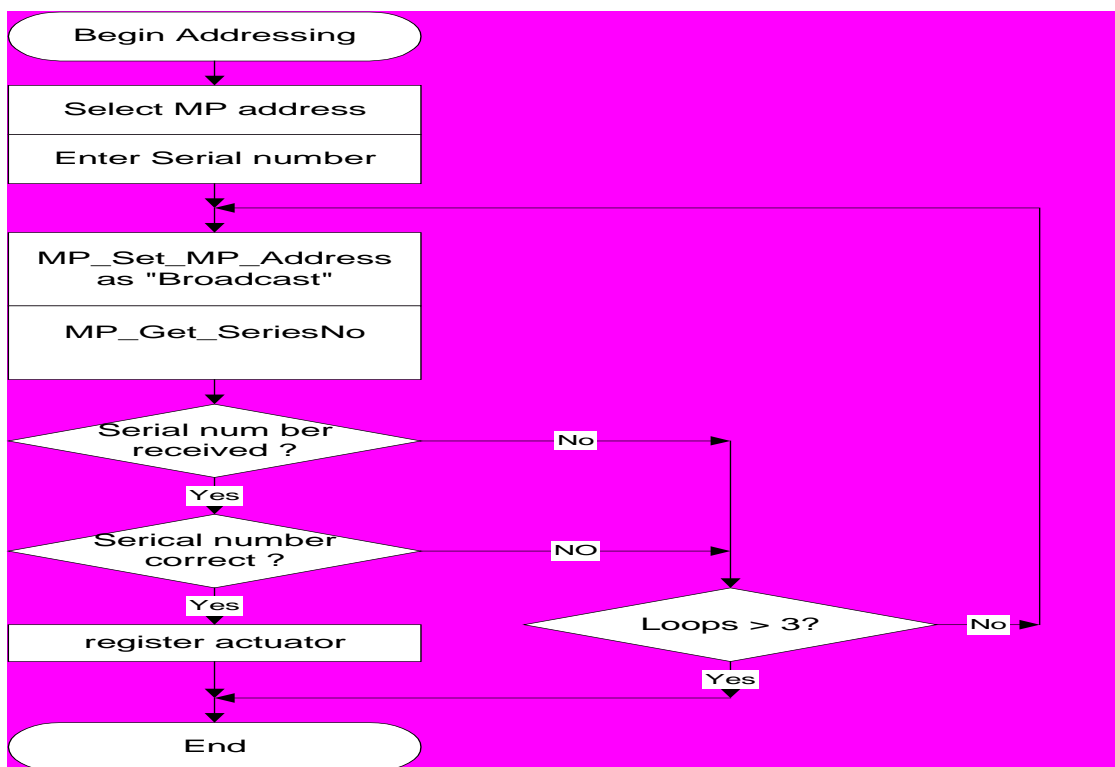 Begin Addressing
Select MP address
Enter Serial number
MP_Set_MP_Address
as "Broadcast"
MP_Get_SeriesNo
Serial num ber
received ?
No
Yes
Serical number
correct ?
NO
Yes
register actuator
Loops > 3?
No
Yes
End